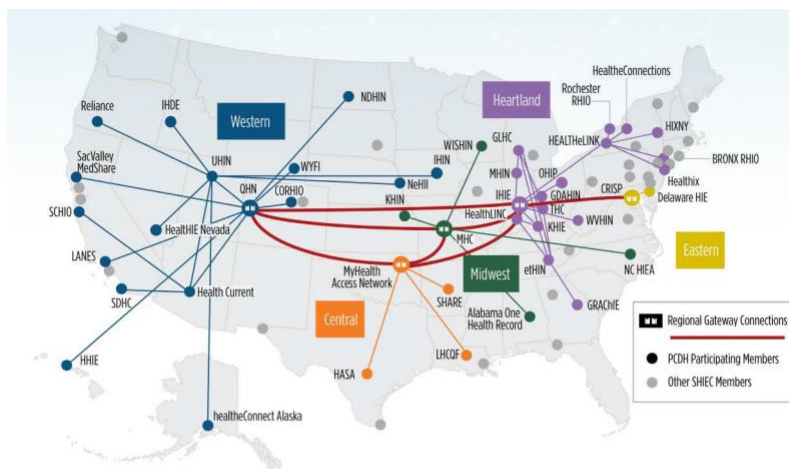 HealtheConnections
Rochester
RHIO
HEALTHeLINK
HIXNY
BRONX RHIO
Healthix
Delaware HIE
Heartland
GLHC
WISHIN
MHIN
OHIP
IHIE
GDAHIN
CRISP
HealthLINC
THC
KHIE
WVHIN
etHIN
GRAChIE
NC HIEA
Eastern
NDHIN
Reliance
IHDE
Western
SacValley
MedShare
UHIN
WYFI
IHIN
NeHII
QHN
CORHIO
KHIN
SCHIO
HealtHIE Nevada
LANES
SDHC
Health Current
MHC
Midwest
MyHealth
Access Network
Central
SHARE
Alabama One
Health Record
LHCQF
HASA
HHIE
healtheConnect Alaska
Regional Gateway Connections
PCDH Participating Members
Other SHIEC Members